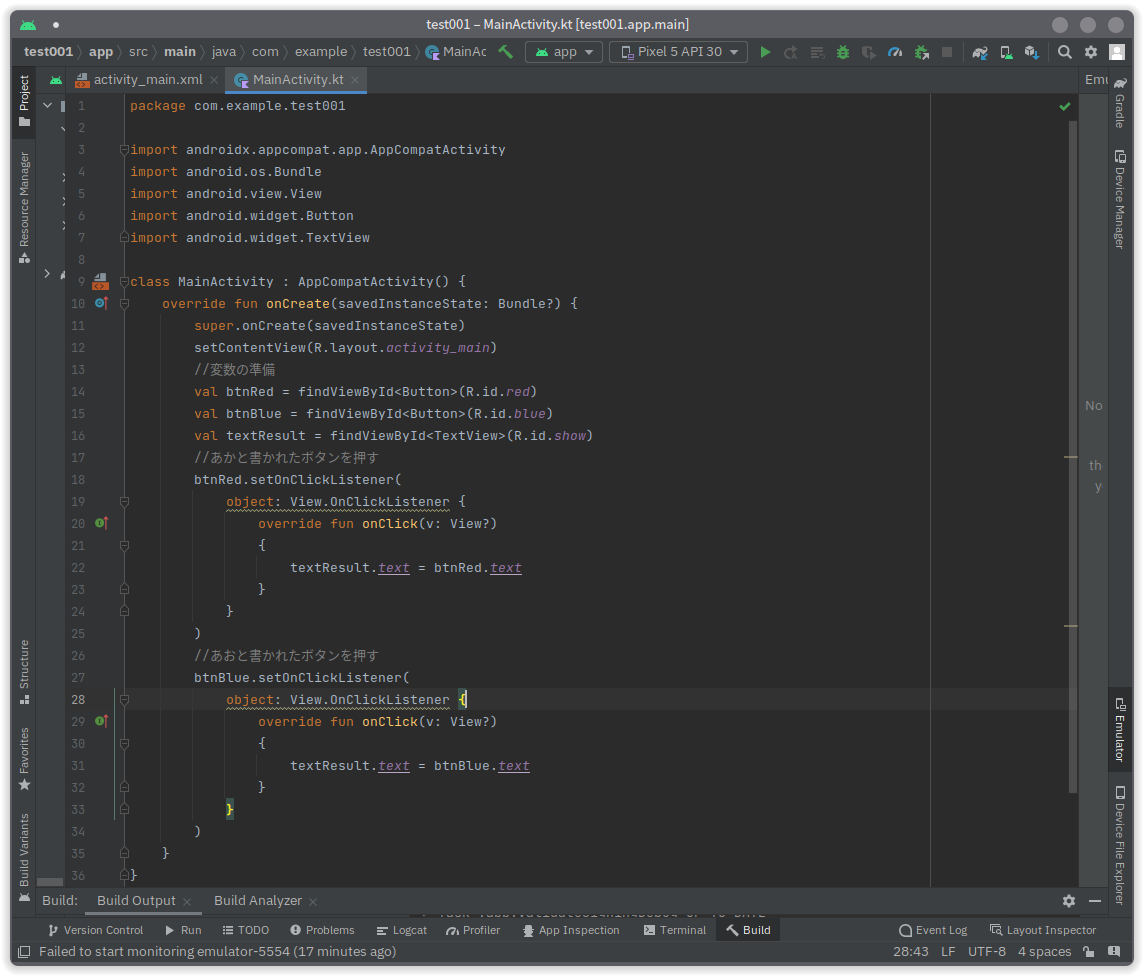 test001 – MainActivity.kt [test001.app.main]
test001 〉 app 〉 src 〉 main 〉 java 〉 com 〉 example 〉 test001 〉 MainAc
app
Pixel 5 API 30
activity_main.xml
MainActivity.kt
Emu
Project
Resource Manager
Structure
Favorites
Build Variants
1 package com.example.test001
2
3 import androidx.appcompat.app.AppCompatActivity
4 import android.os.Bundle
5 import android.view.View
6 import android.widget.Button
7 import android.widget.TextView
8
9 class MainActivity : AppCompatActivity() {
10     override fun onCreate(savedInstanceState: Bundle?) {
11         super.onCreate(savedInstanceState)
12         setContentView(R.layout.activity_main)
13         //変数の準備
14         val btnRed = findViewById<Button>(R.id.red)
15         val btnBlue = findViewById<Button>(R.id.blue)
16         val textResult = findViewById<TextView>(R.id.show)
17         //あかと書かれたボタンを押す
18         btnRed.setOnClickListener(
19             object: View.OnClickListener {
20                 override fun onClick(v: View?)
21                 {
22                     textResult.text = btnRed.text
23                 }
24             }
25         )
26         //あおと書かれたボタンを押す
27         btnBlue.setOnClickListener(
28             object: View.OnClickListener {
29                 override fun onClick(v: View?)
30                 {
31                     textResult.text = btnBlue.text
32                 }
33             }
34         )
35     }
36 }
No
th
y
Gradle
Device Manager
Emulator
Device File Explorer
Build:
Build Output
Build Analyzer
Version Control
Run
TODO
Problems
Logcat
Profiler
App Inspection
Terminal
Build
Event Log
Layout Inspector
Failed to start monitoring emulator-5554 (17 minutes ago)
28:43
LF
UTF-8
4 spaces